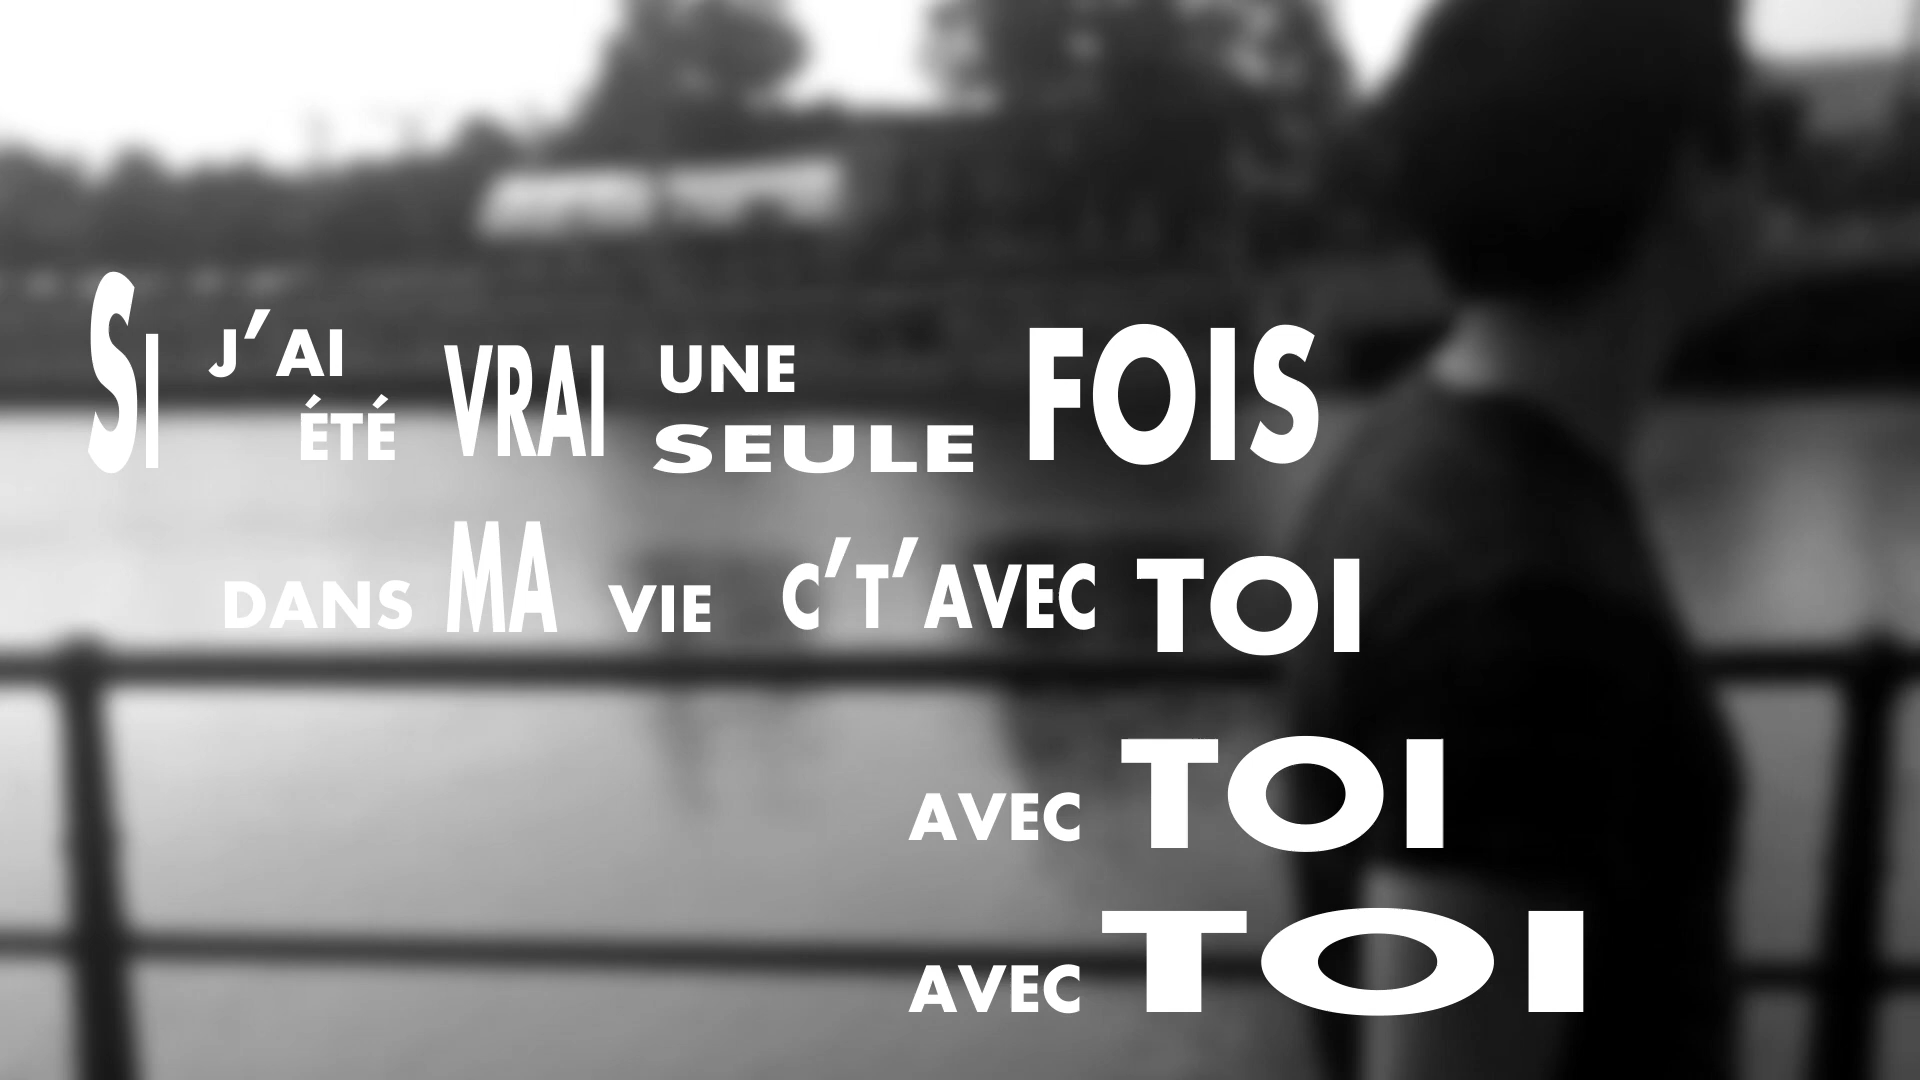 SI J'AI ÉTÉ VRAI UNE SEULE FOIS
DANS MA VIE C'T'AVEC TOI
AVEC TOI
AVEC TOI